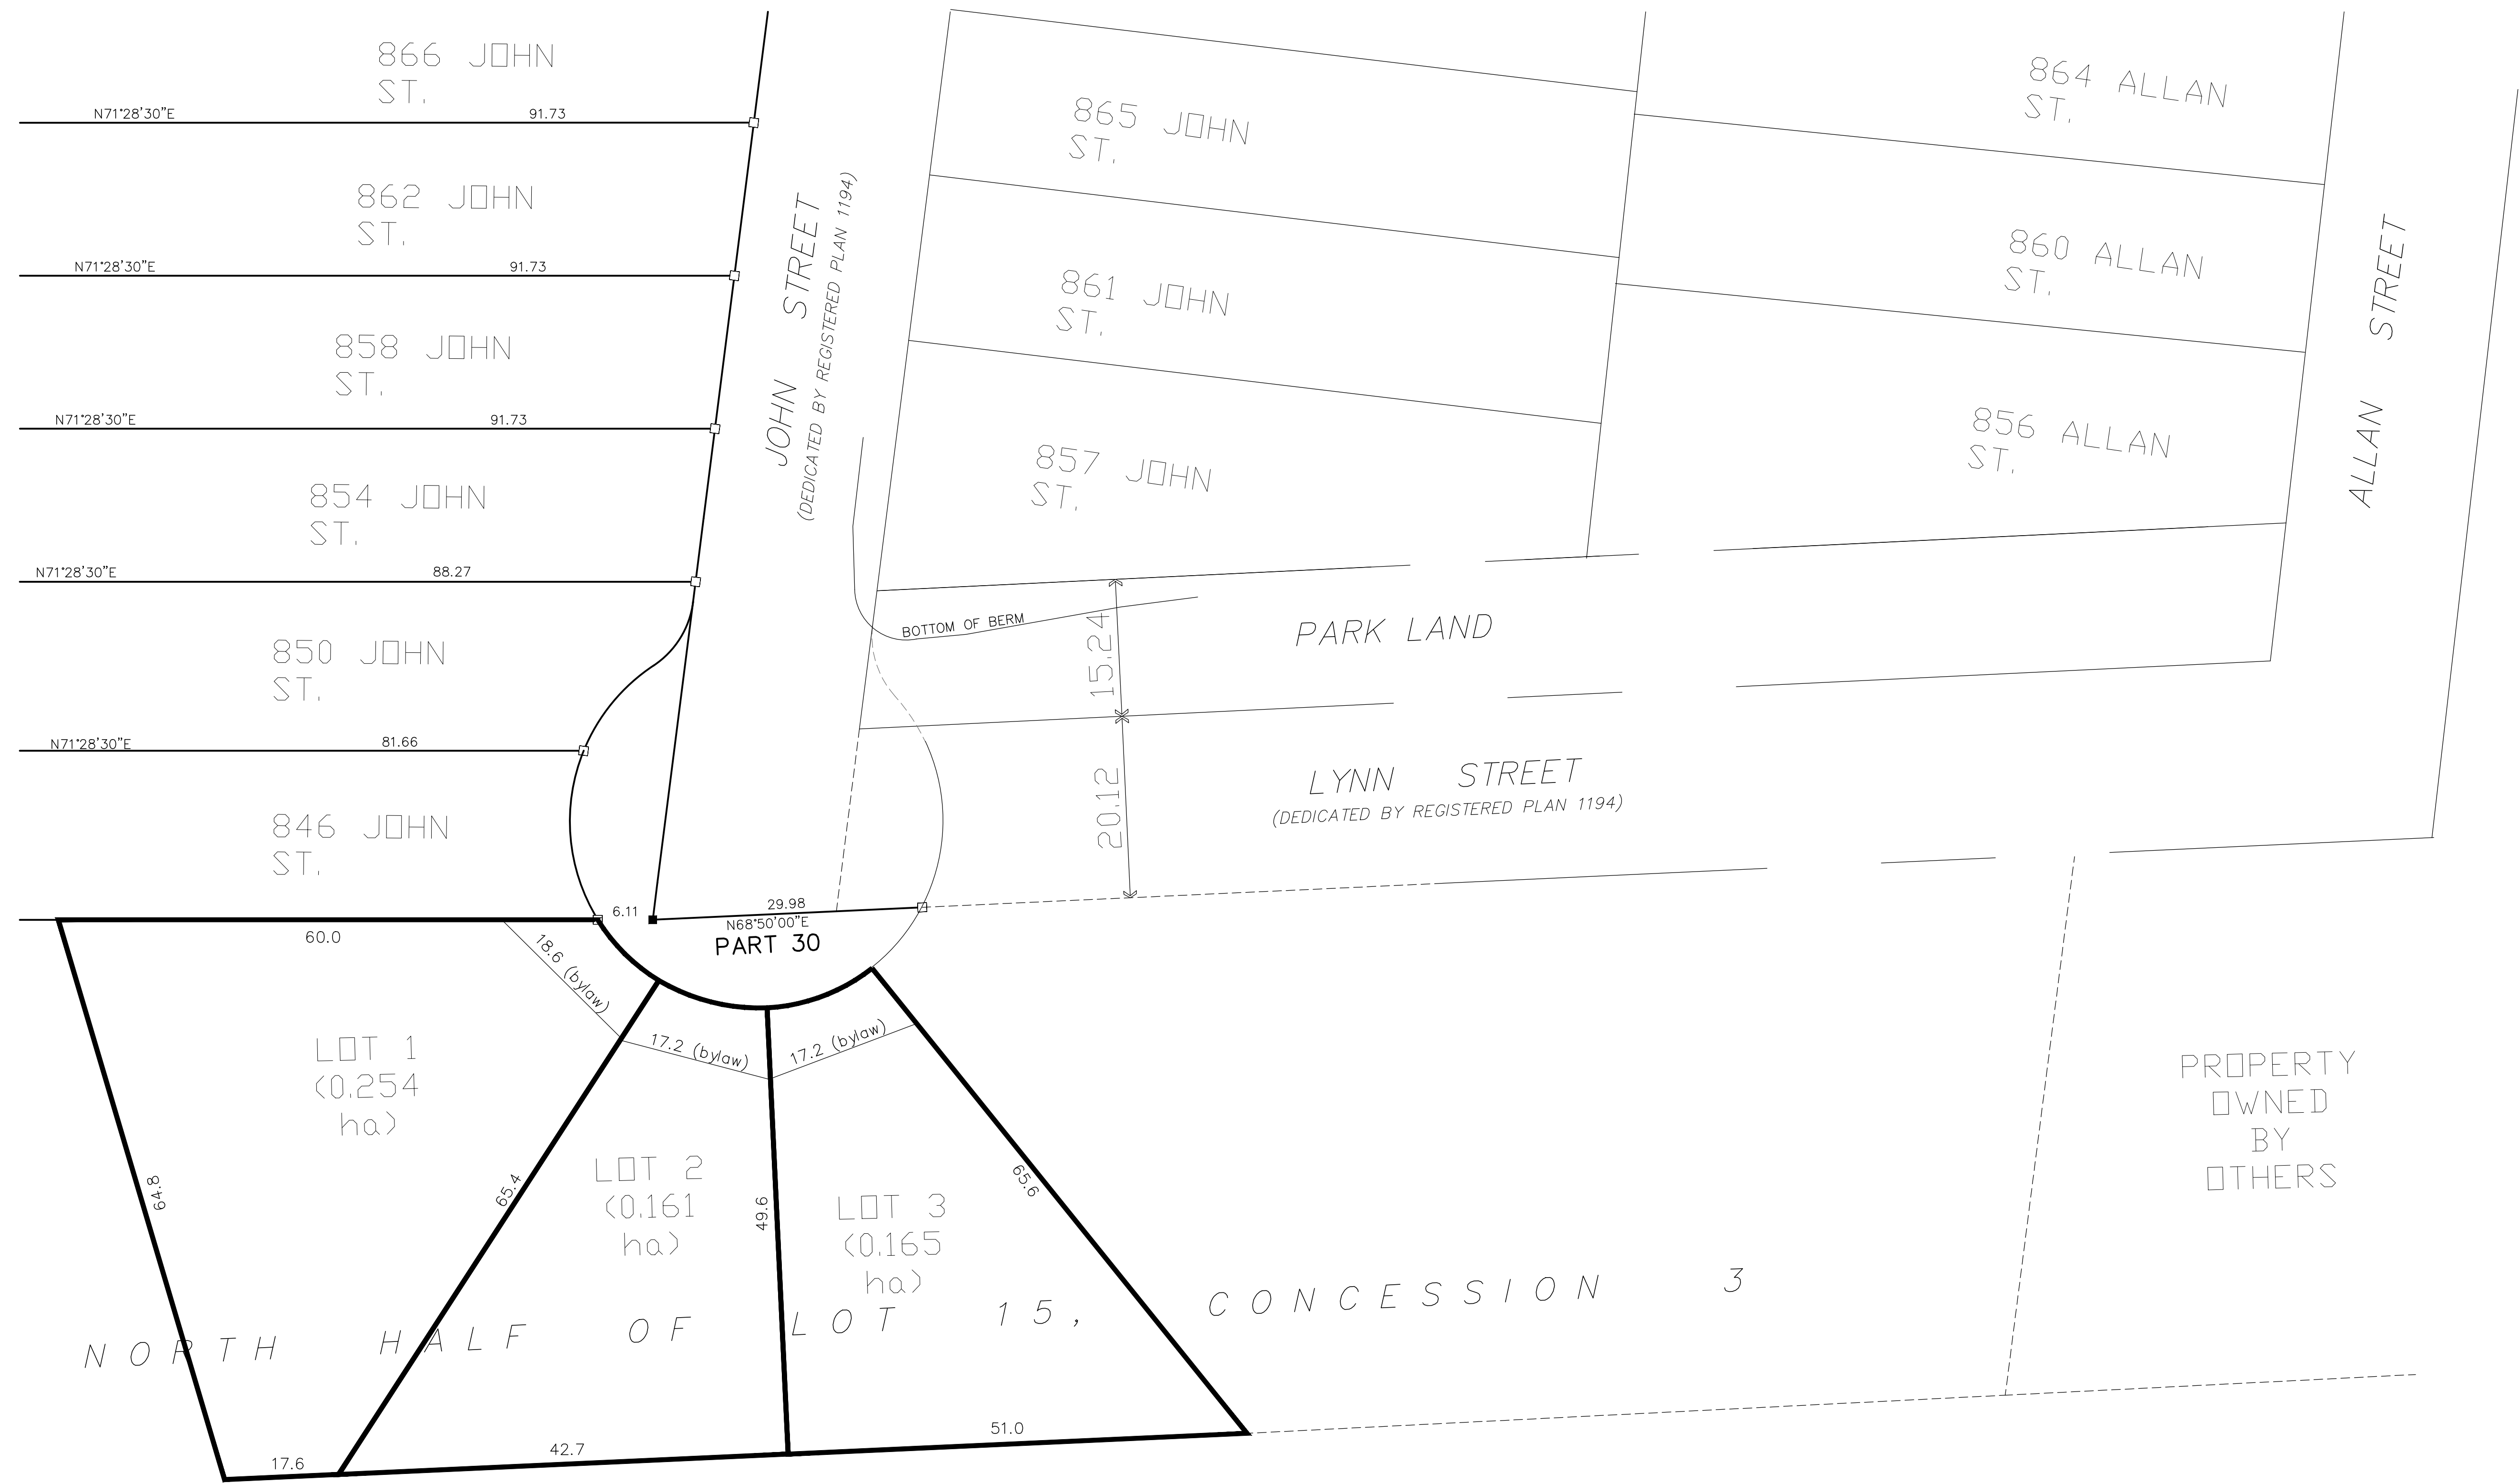 866 JOHN
ST.
N71°28'30"E
91.73
862 JOHN
ST.
N71°28'30"E
91.73
858 JOHN
ST.
N71°28'30"E
91.73
854 JOHN
ST.
N71°28'30"E
88.27
850 JOHN
ST.
N71°28'30"E
81.66
846 JOHN
ST.
JOHN STREET
(DEDICATED BY REGISTERED PLAN 1194)
865 JOHN
ST.
861 JOHN
ST.
857 JOHN
ST.
864 ALLAN
ST.
860 ALLAN
ST.
856 ALLAN
ST.
ALLAN STREET
BOTTOM OF BERM
15.24
PARK LAND
20.12
LYNN STREET
(DEDICATED BY REGISTERED PLAN 1194)
6.11
29.98
N68°50'00"E
PART 30
60.0
18.6 (bylaw)
17.2 (bylaw)
17.2 (bylaw)
LOT 1
(0.254
ha)
64.8
65.4
LOT 2
(0.161
ha)
49.6
LOT 3
(0.165
ha)
65.6
PROPERTY
OWNED
BY
OTHERS
NORTH HALF OF LOT 15, CONCESSION 3
17.6
42.7
51.0